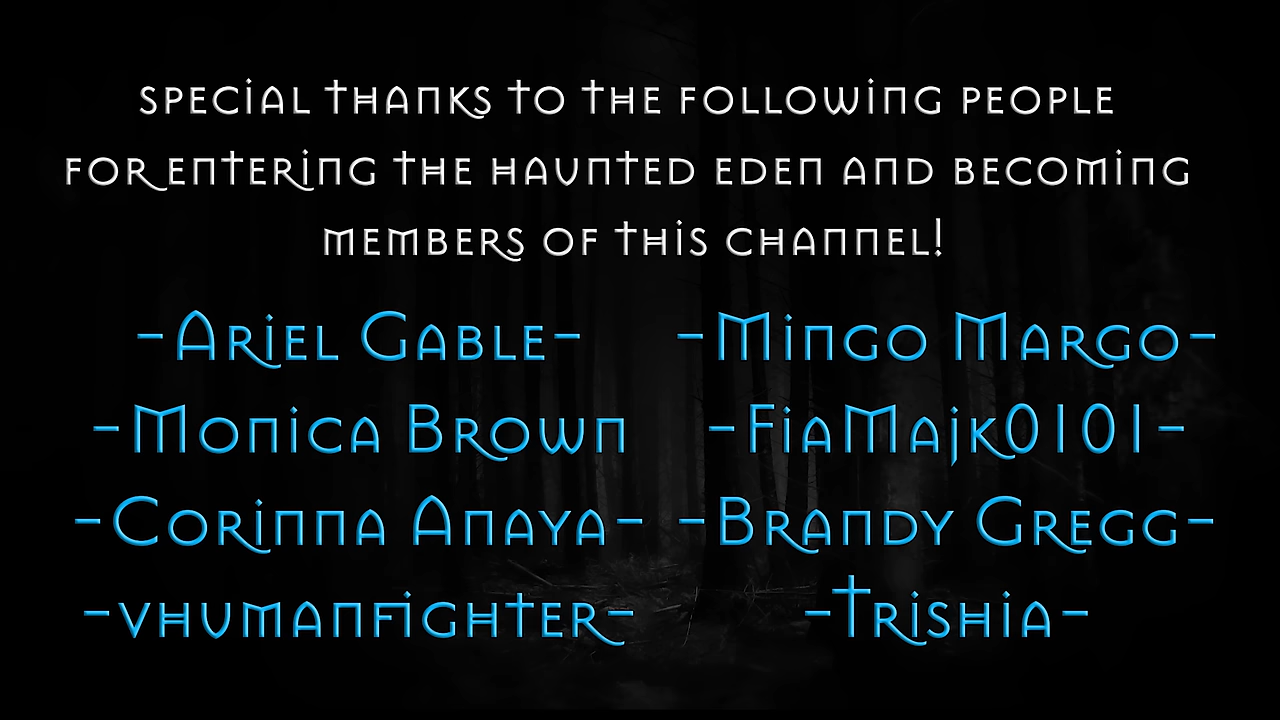 Special thanks to the following people
for entering the Haunted Eden and becoming
members of this channel!
-Ariel Gable- -Mingo Margo-
-Monica Brown -FiaMajk0101-
-Corinna Anaya- -Brandy Gregg-
-vhumanfighter- -Trishia-